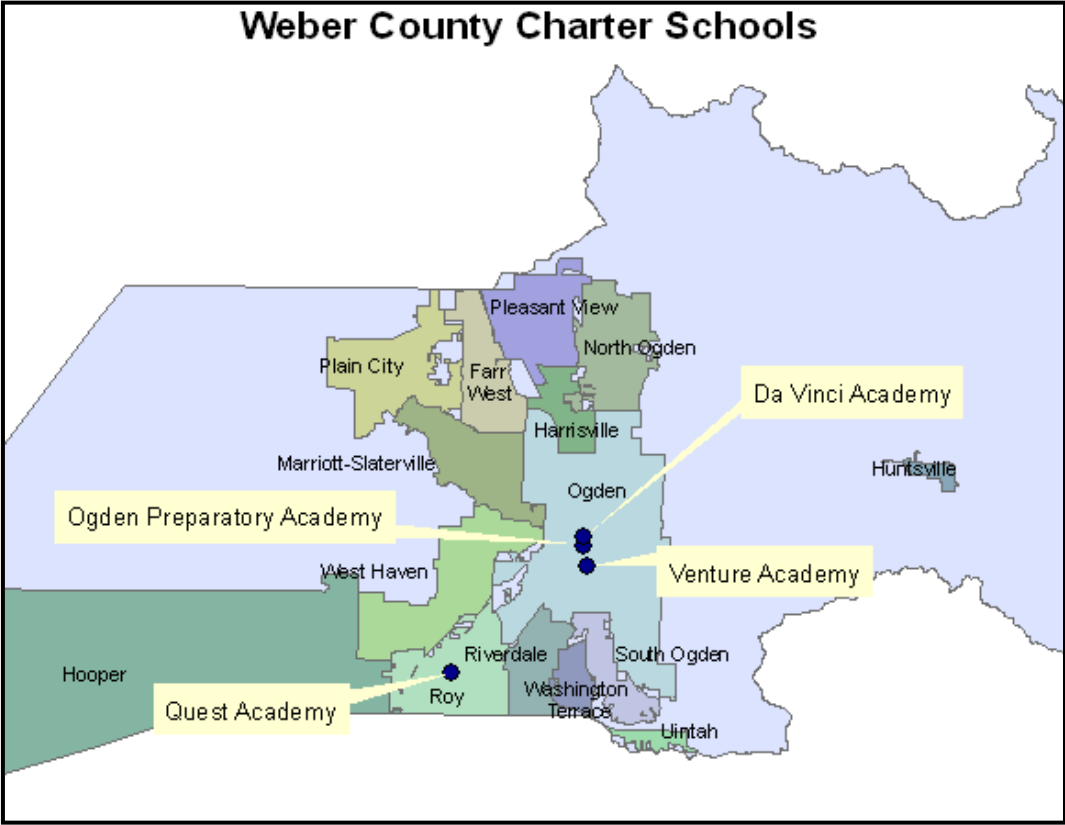 Weber County Charter Schools
Pleasant View
North Ogden
Plain City
Farr
West
Da Vinci Academy
Harrisville
Marriott-Slaterville
Huntsville
Ogden
Ogden Preparatory Academy
West Haven
Venture Academy
Riverdale
South Ogden
Hooper
Roy
Washington
Terrace
Quest Academy
Uintah